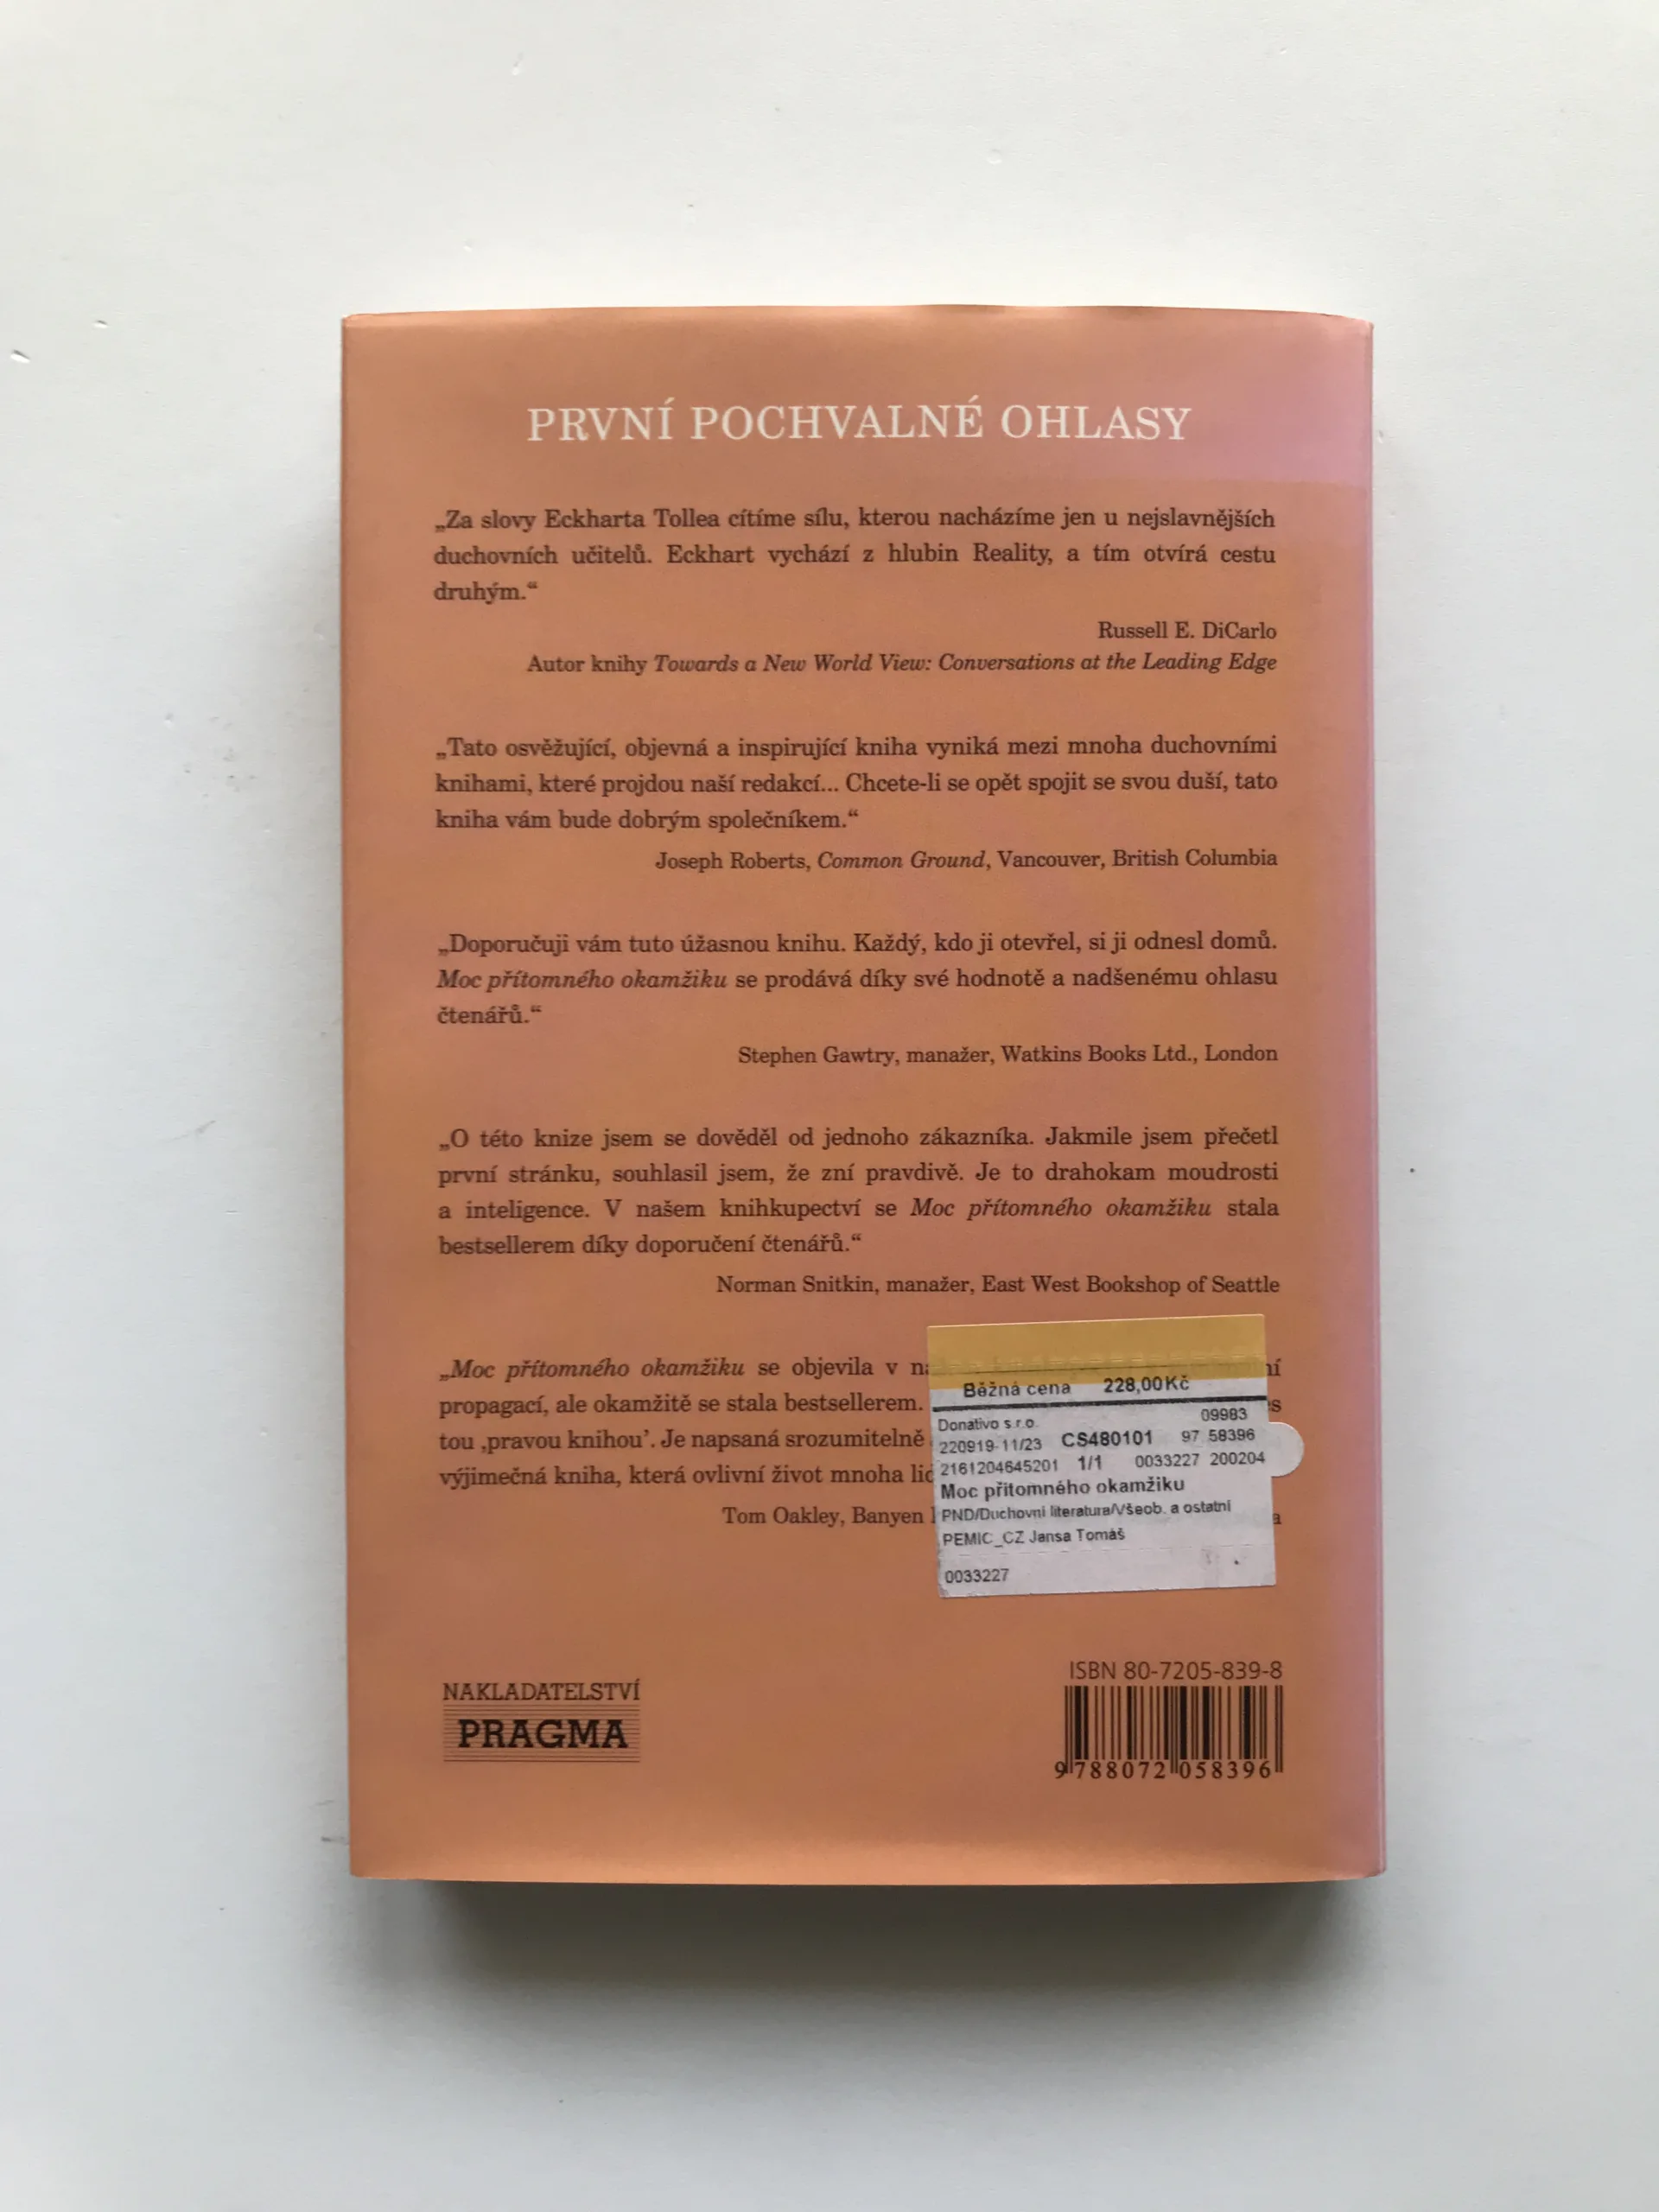 PRVNÍ POCHVALNÉ OHLASY
„Za slovy Eckharta Tollea cítíme sílu, kterou nacházíme jen u nejslavnějších
duchovních učitelů. Eckhart vychází z hlubin Reality, a tím otvírá cestu
druhým.“
Russell E. DiCarlo
Autor knihy Towards a New World View: Conversations at the Leading Edge
„Tato osvěžující, objevná a inspirující kniha vyniká mezi mnoha duchovními
knihami, které projdou naší redakcí... Chcete-li se opět spojit se svou duší, tato
kniha vám bude dobrým společníkem.“
Joseph Roberts, Common Ground, Vancouver, British Columbia
„Doporučuji vám tuto úžasnou knihu. Každý, kdo ji otevřel, si ji odnesl domů.
Moc přítomného okamžiku se prodává díky své hodnotě a nadšenému ohlasu
čtenářů.“
Stephen Gawtry, manažer, Watkins Books Ltd., London
„O této knize jsem se dověděl od jednoho zákazníka. Jakmile jsem přečetl
první stránku, souhlasil jsem, že zní pravdivě. Je to drahokam moudrosti
a inteligence. V našem knihkupectví se Moc přítomného okamžiku stala
bestsellerem díky doporučení čtenářů.“
Norman Snitkin, manažer, East West Bookshop of Seattle
„Moc přítomného okamžiku se objevila v
propagací, ale okamžitě se stala bestsellerem.
tou ‚pravou knihou’. Je napsaná srozumitelně
výjimečná kniha, která ovlivní život mnoha
Tom Oakley, Banyen
Běžná cena 228,00Kč
Donativo s.r.o. 09983
220919-11/23 CS480101 97 58396
2161204645201 1/1 0033227 200204
Moc přítomného okamžiku
PND/Duchovní literatura/Všeob. a ostatní
PEMIC_CZ Jansa Tomáš
0033227
NAKLADATELSTVÍ
PRAGMA
ISBN 80-7205-839-8
9 788072 058396